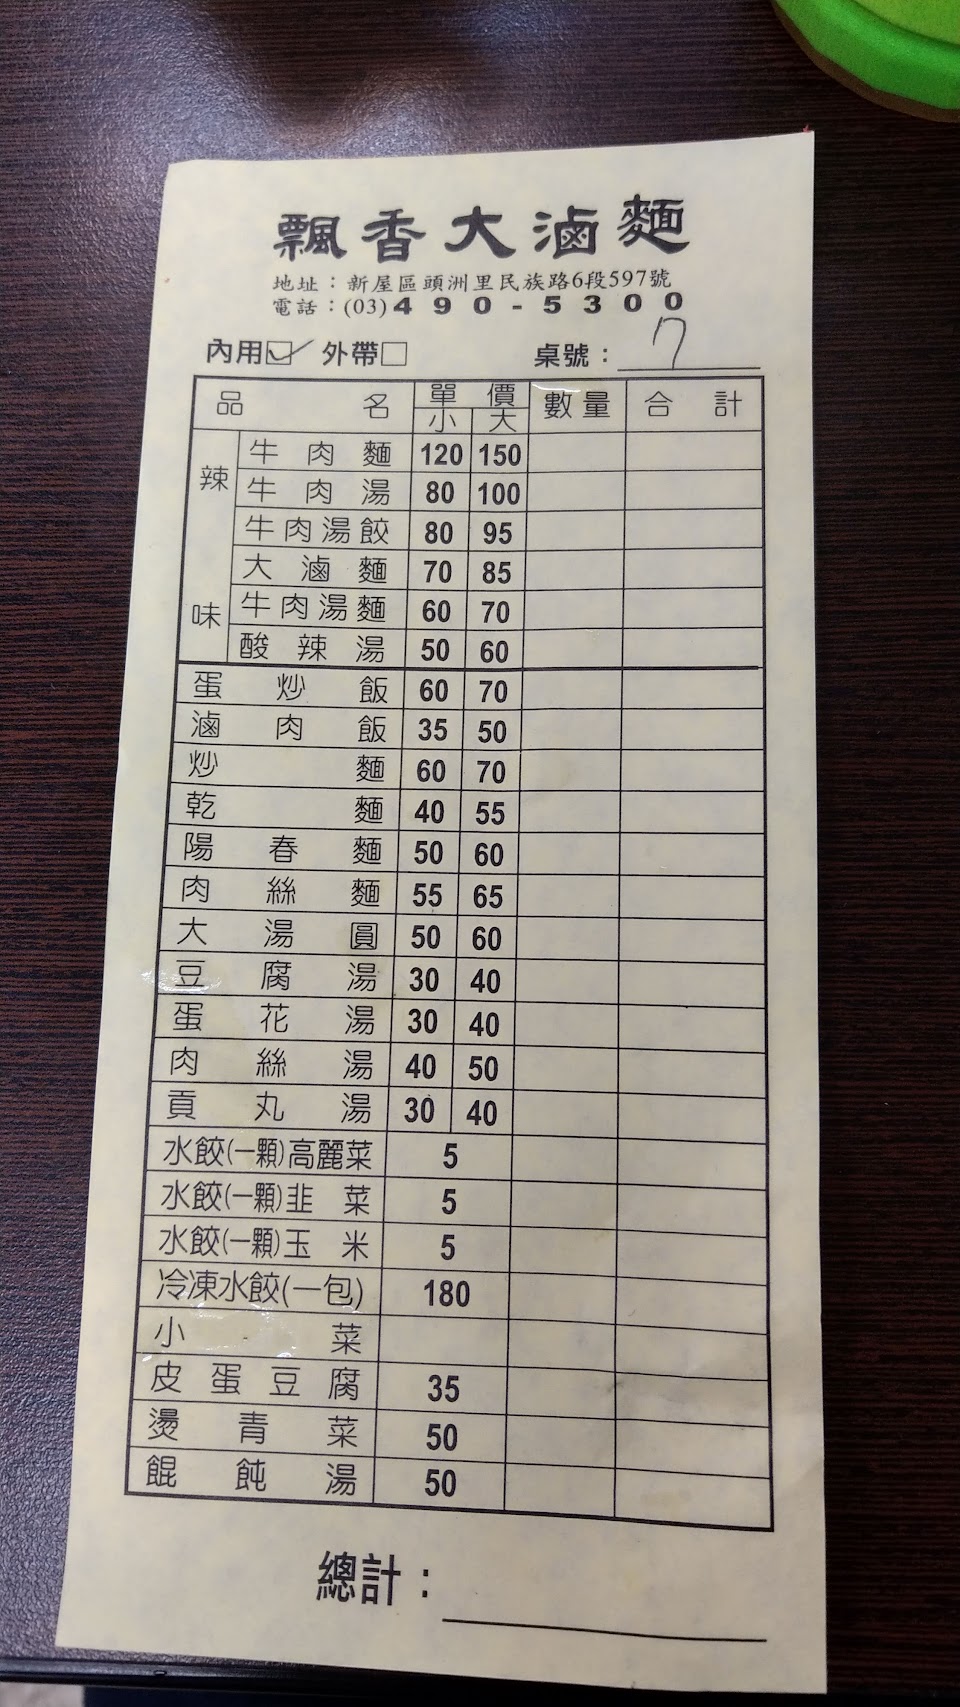 飄香大滷麵
地址：新屋區頭洲里民族路6段597號
電話：(03)490-5300
內用☑ 外帶□ 桌號：7
品名 單價 數量 合計
小 大
辣味
牛肉麵 120 150
牛肉湯 80 100
牛肉湯餃 80 95
大滷麵 70 85
牛肉湯麵 60 70
酸辣湯 50 60
蛋炒飯 60 70
滷肉飯 35 50
炒麵 60 70
乾麵 40 55
陽春麵 50 60
肉絲麵 55 65
大湯圓 50 60
豆腐湯 30 40
蛋花湯 30 40
肉絲湯 40 50
貢丸湯 30 40
水餃(一顆)高麗菜 5
水餃(一顆)韭菜 5
水餃(一顆)玉米 5
冷凍水餃(一包) 180
小菜
皮蛋豆腐 35
燙青菜 50
餛飩湯 50
總計：